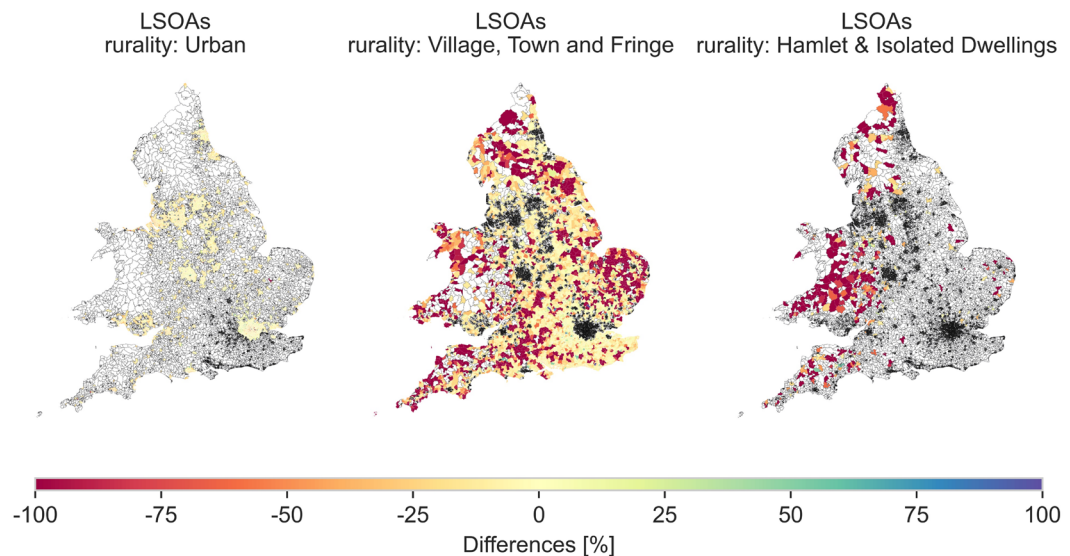 LSOAs
rurality: Urban
LSOAs
rurality: Village, Town and Fringe
LSOAs
rurality: Hamlet & Isolated Dwellings
-100 -75 -50 -25 0 25 50 75 100
Differences [%]